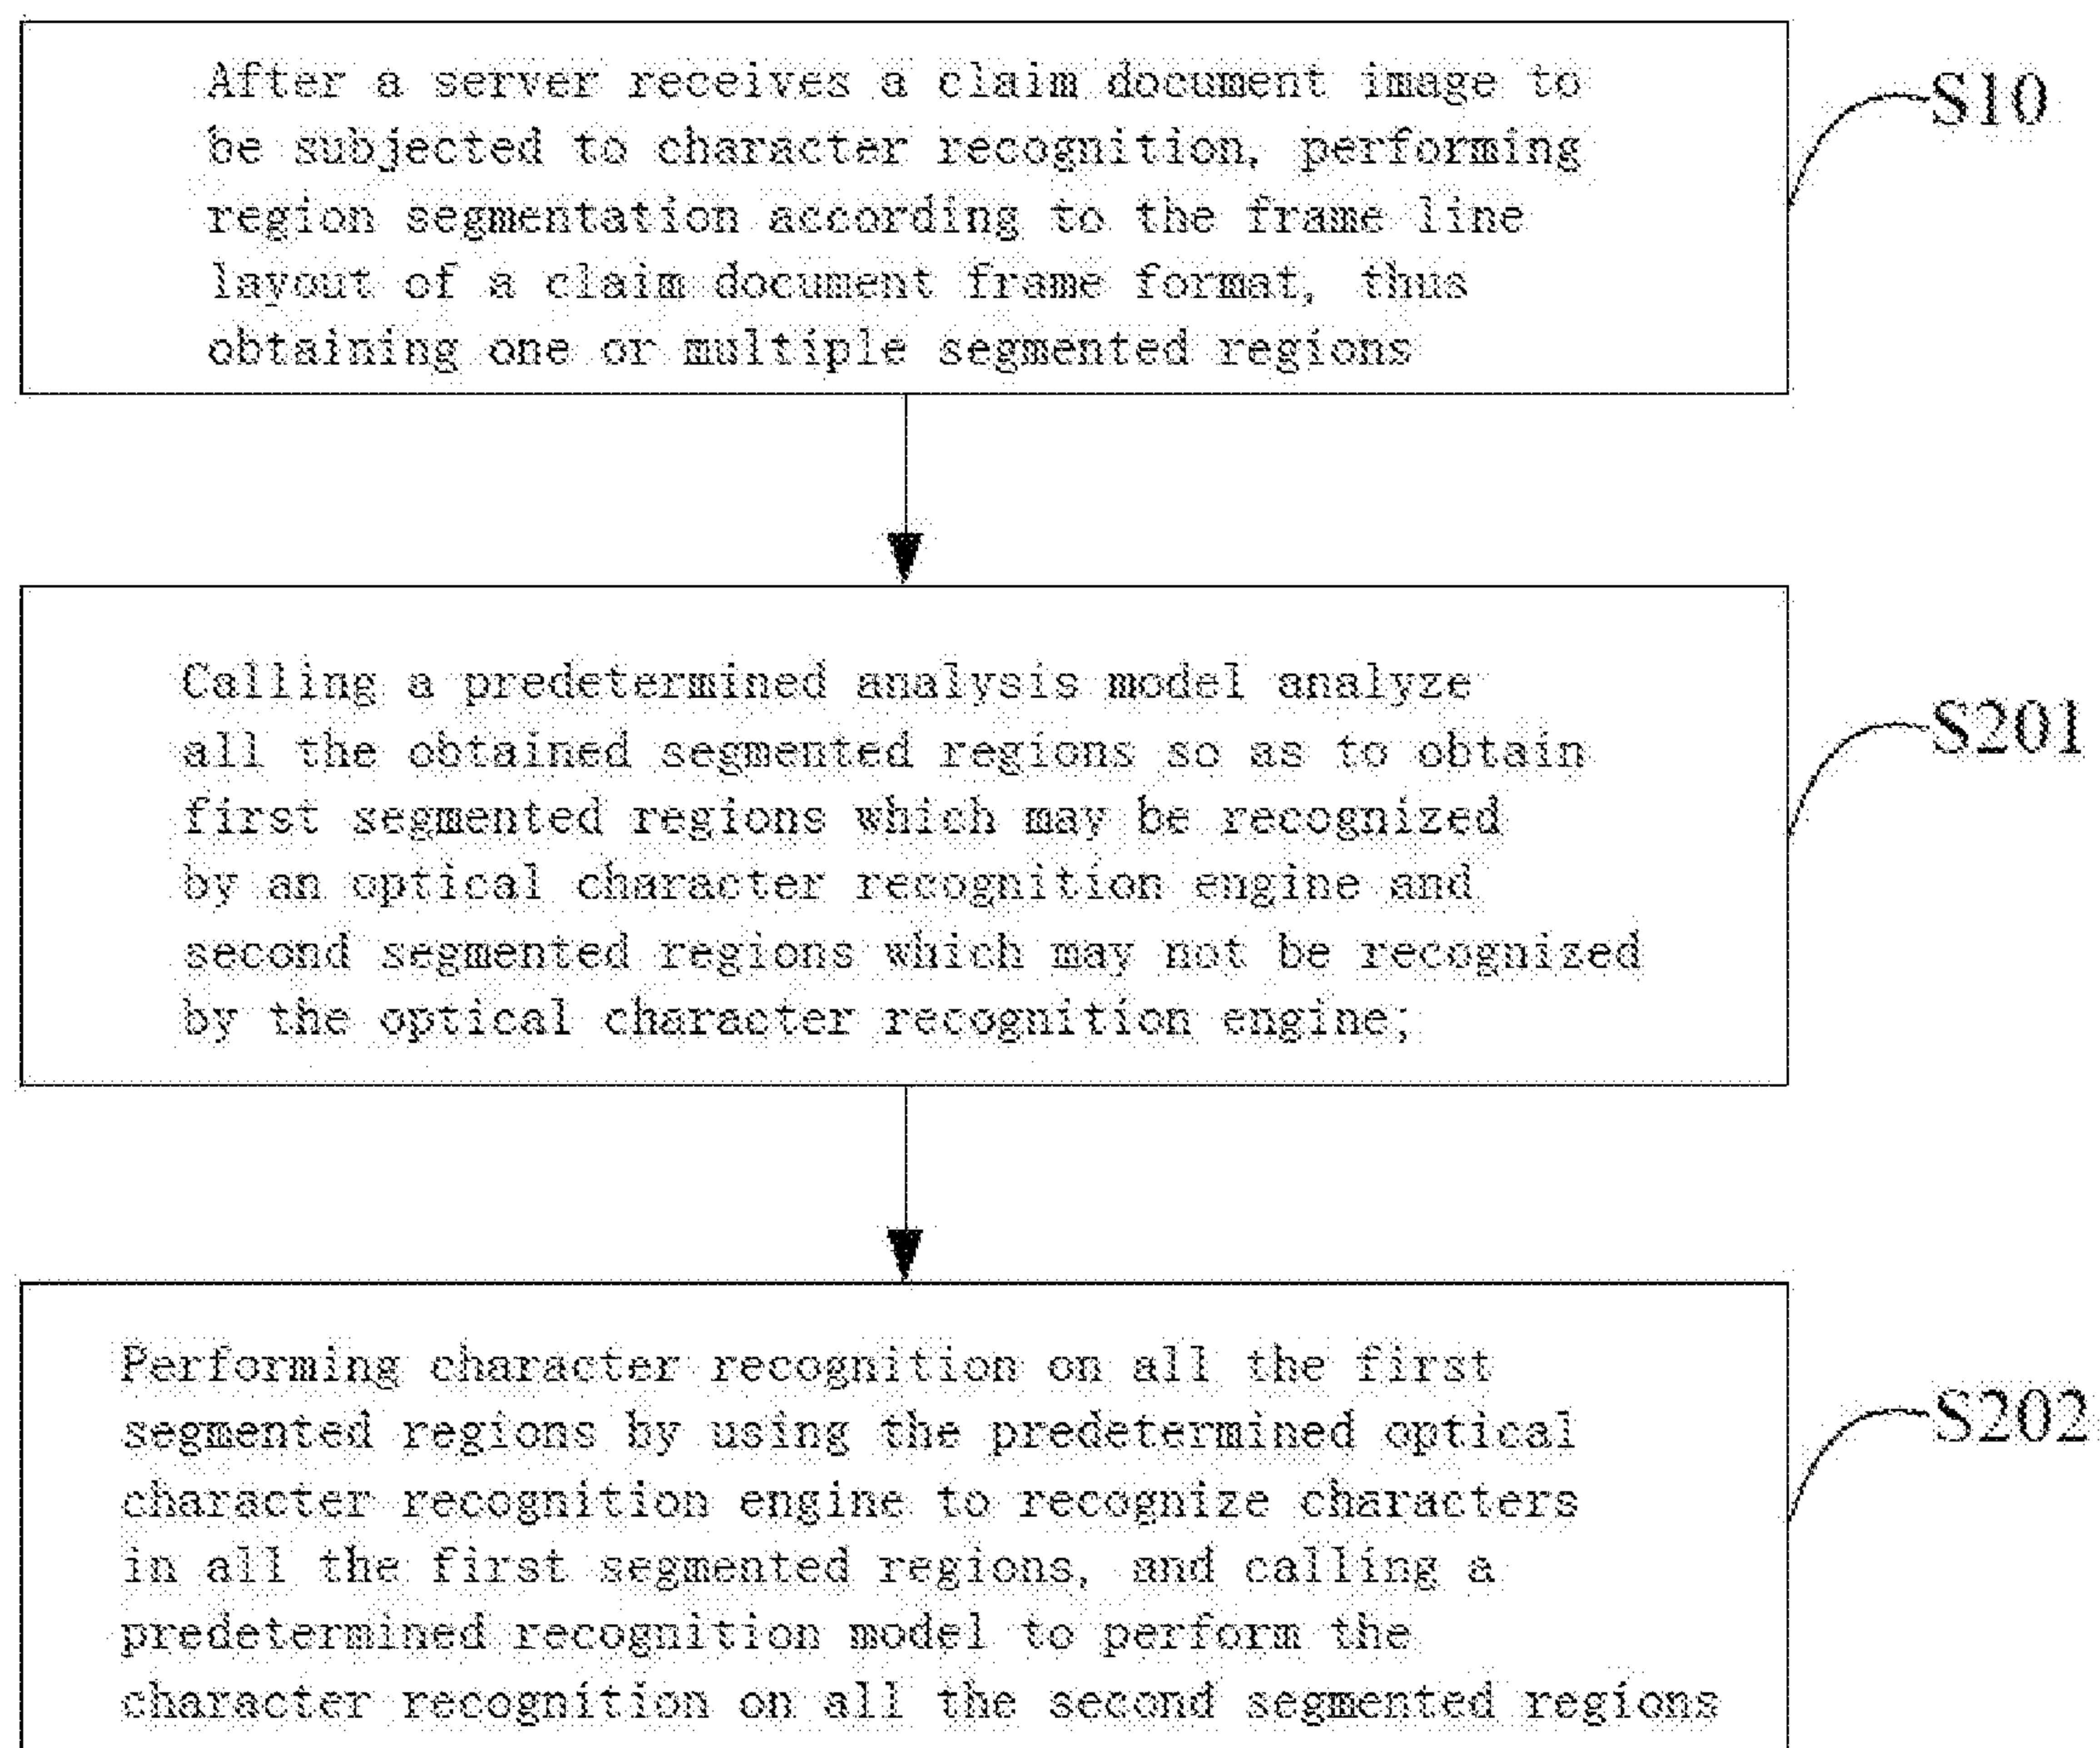 After a server receives a claim document image to
be subjected to character recognition, performing
region segmentation according to the frame line
layout of a claim document frame format, thus
obtaining one or multiple segmented regions
S10
Calling a predetermined analysis model analyze
all the obtained segmented regions so as to obtain
first segmented regions which may be recognized
by an optical character recognition engine and
second segmented regions which may not be recognized
by the optical character recognition engine;
S201
Performing character recognition on all the first
segmented regions by using the predetermined optical
character recognition engine to recognize characters
in all the first segmented regions, and calling a
predetermined recognition model to perform the
character recognition on all the second segmented regions
S202